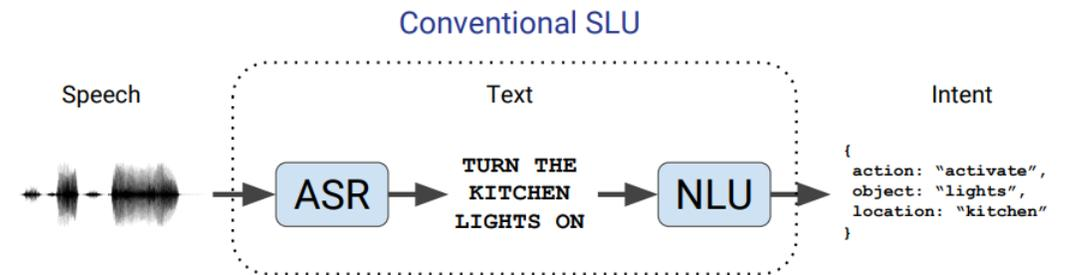 Conventional SLU
Speech
Text
Intent
ASR
TURN THE
KITCHEN
LIGHTS ON
NLU
{
action: “activate”,
object: “lights”,
location: “kitchen”
}